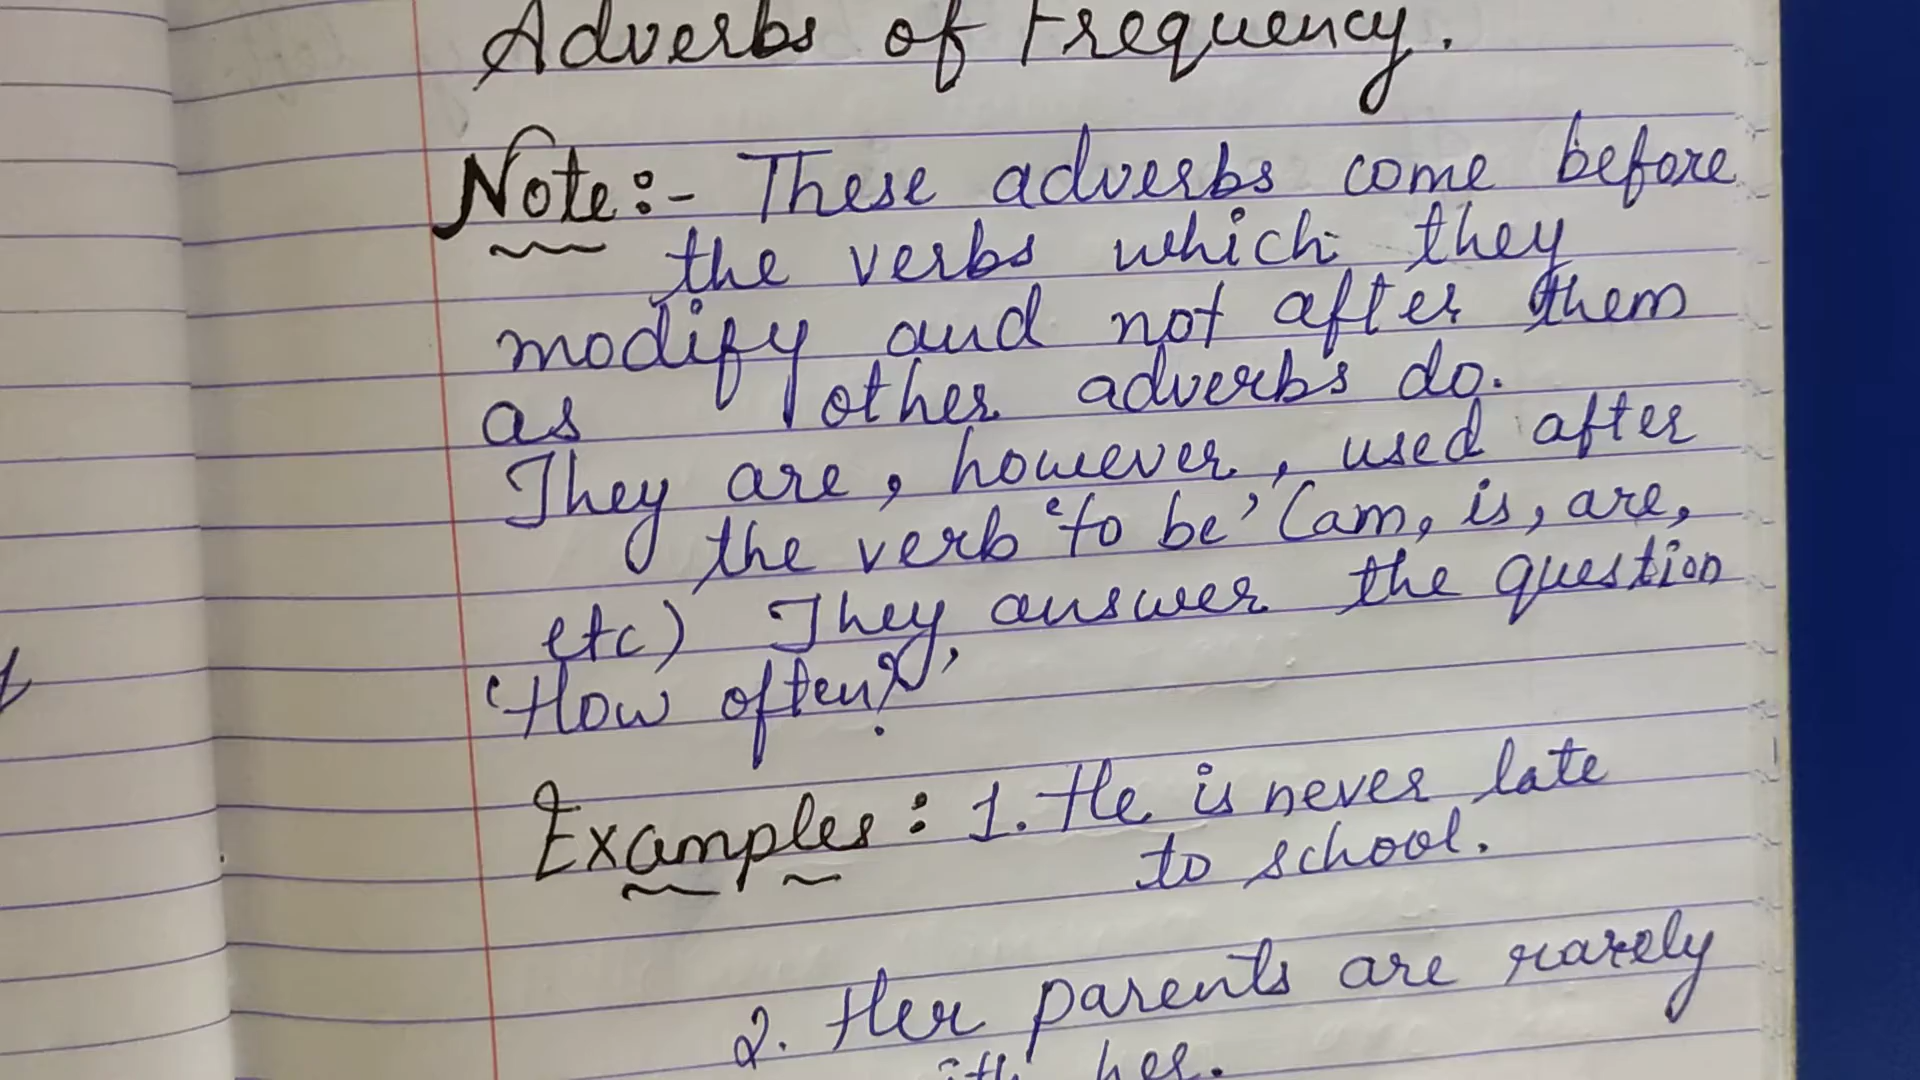 Adverbs of Frequency.
Note:- These adverbs come before
the verbs which they
modify and not after them
as other adverbs do.
They are, however, used after
the verb 'to be' (am, is, are,
etc) They answer the question
'How often?'
Examples: 1. He is never late
to school.
2. Her parents are rarely
her.